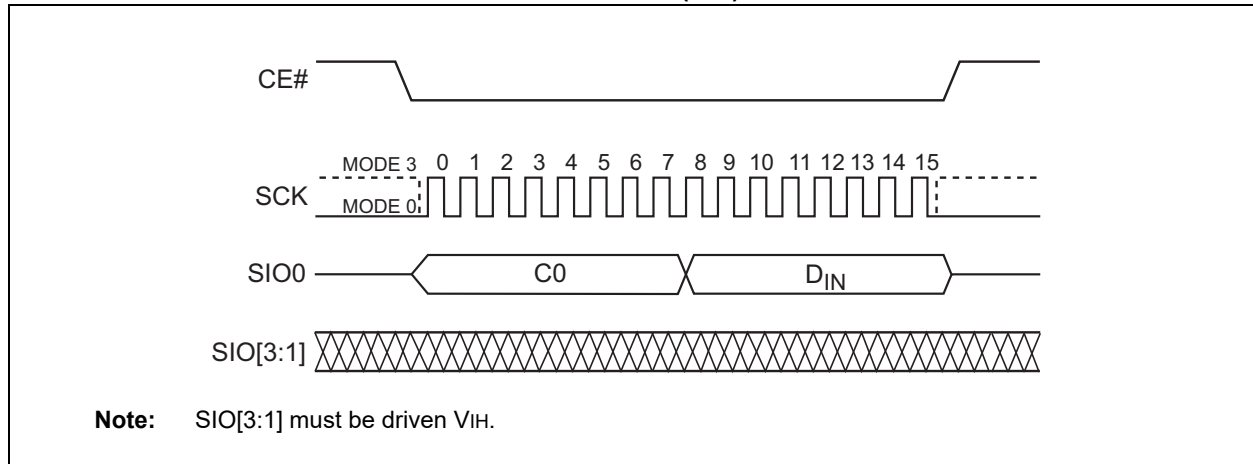 CE#
MODE 3 0 1 2 3 4 5 6 7 8 9 10 11 12 13 14 15
SCK
MODE 0
SIO0 C0 DIN
SIO[3:1]
Note: SIO[3:1] must be driven VIH.